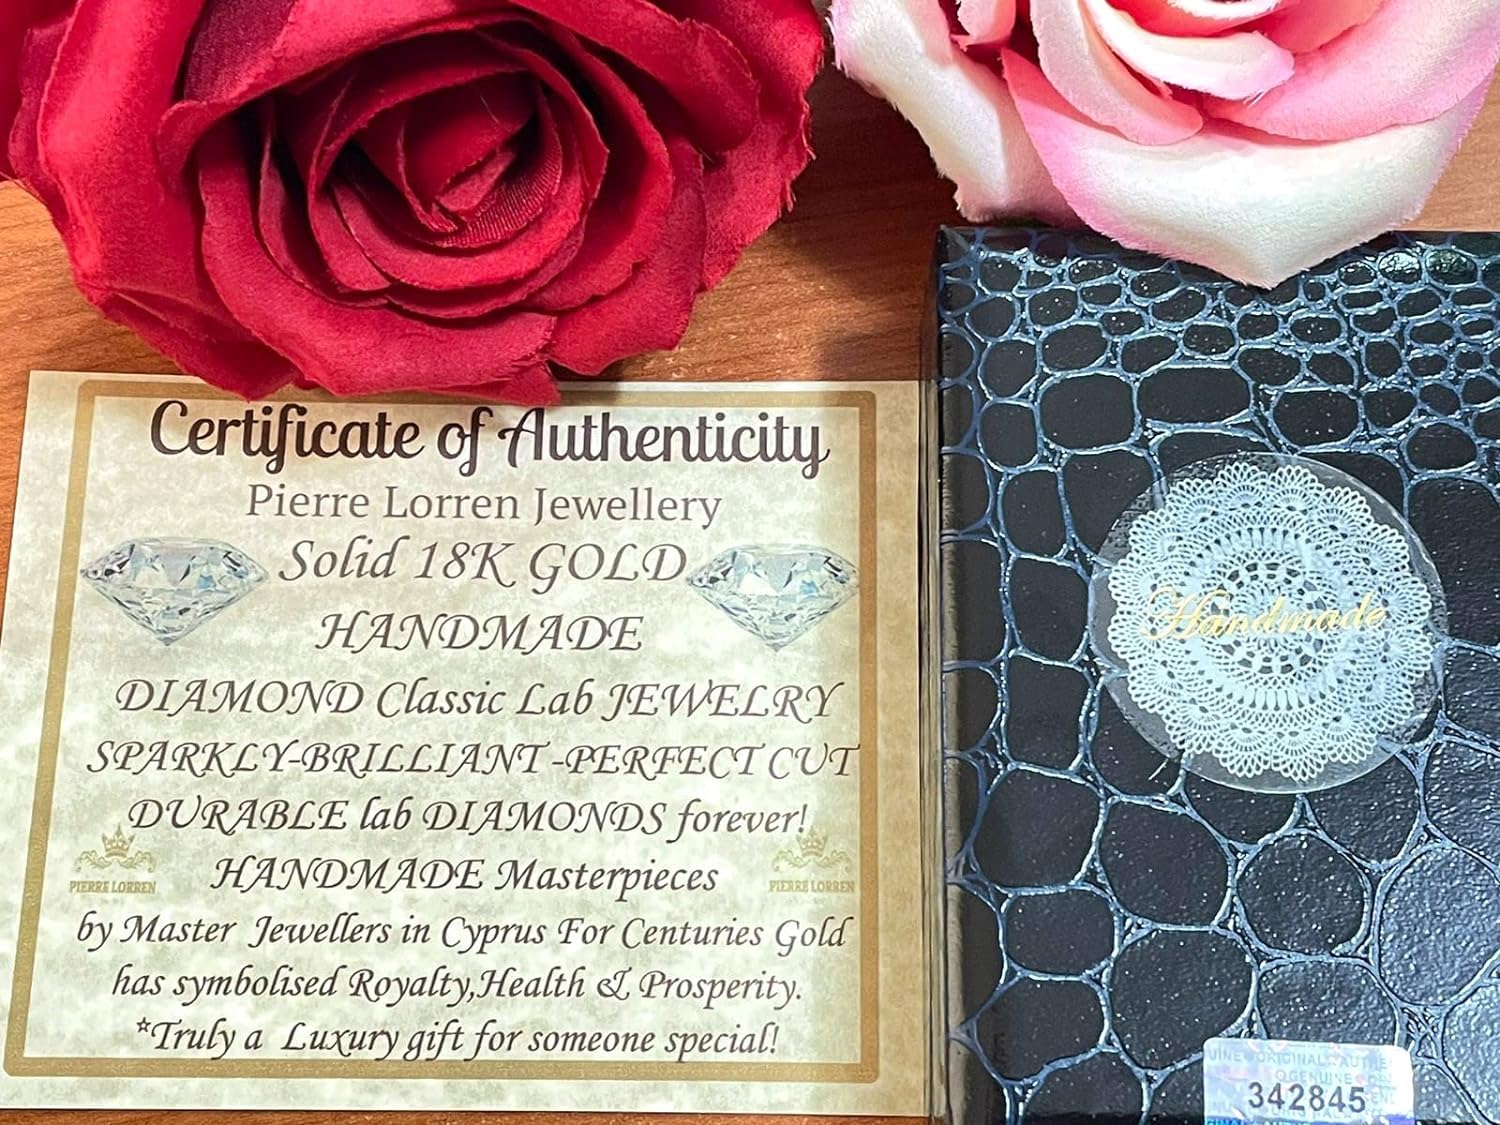 Certificate of Authenticity
Pierre Lorren Jewellery
Solid 18K GOLD
HANDMADE
DIAMOND Classic Lab JEWELRY
SPARKLY-BRILLIANT-PERFECT CUT
DURABLE lab DIAMONDS forever!
HANDMADE Masterpieces
PIERRE LORREN
PIERRE LORREN
by Master Jewellers in Cyprus For Centuries Gold
has symbolised Royalty,Health & Prosperity.
*Truly a Luxury gift for someone special!
Handmade
ORIGINAL
GENUINE
342845